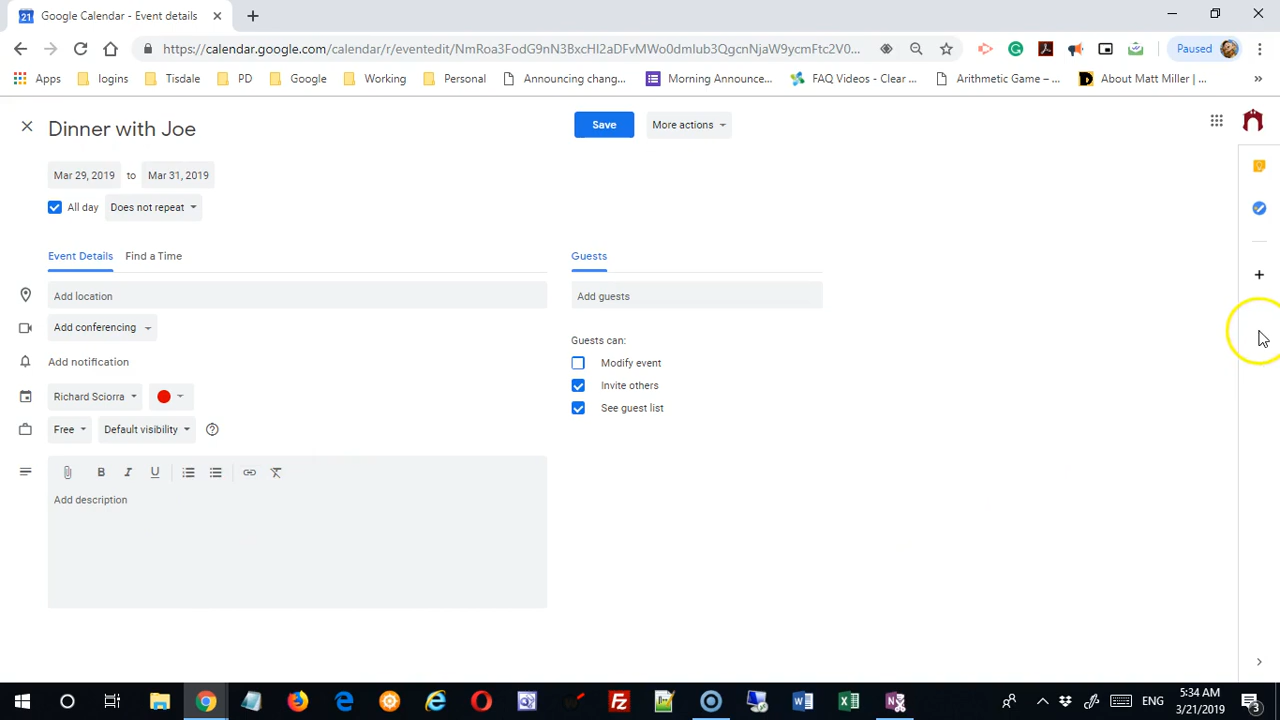 Google Calendar - Event details
https://calendar.google.com/calendar/r/eventedit/NmRoa3FodG9nN3BxcHI2aDFvMWo0dmlub3QgcmNjaW9ycmFtc2V0...
Paused
Apps logins Tisdale PD Google Working Personal Announcing chang... Morning Announce... FAQ Videos - Clear ... Arithmetic Game – ... About Matt Miller | ...
Dinner with Joe
Save More actions
Mar 29, 2019 to Mar 31, 2019
All day Does not repeat
Event Details Find a Time Guests
Add location Add guests
Add conferencing
Guests can:
Add notification Modify event
Invite others
Richard Sciorra
See guest list
Free Default visibility
B I U
Add description
ENG
5:34 AM
3/21/2019
3